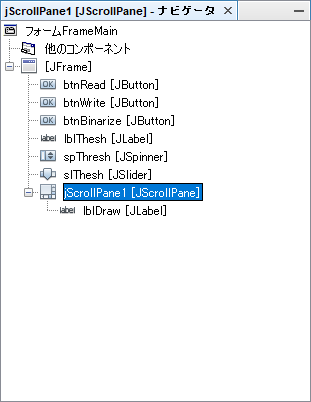 jScrollPane1 [JScrollPane] - ナビゲータ
フォームFrameMain
他のコンポーネント
[JFrame]
OK btnRead [JButton]
OK btnWrite [JButton]
OK btnBinarize [JButton]
label lblThesh [JLabel]
spThresh [JSpinner]
slThesh [JSlider]
jScrollPane1 [JScrollPane]
label lblDraw [JLabel]